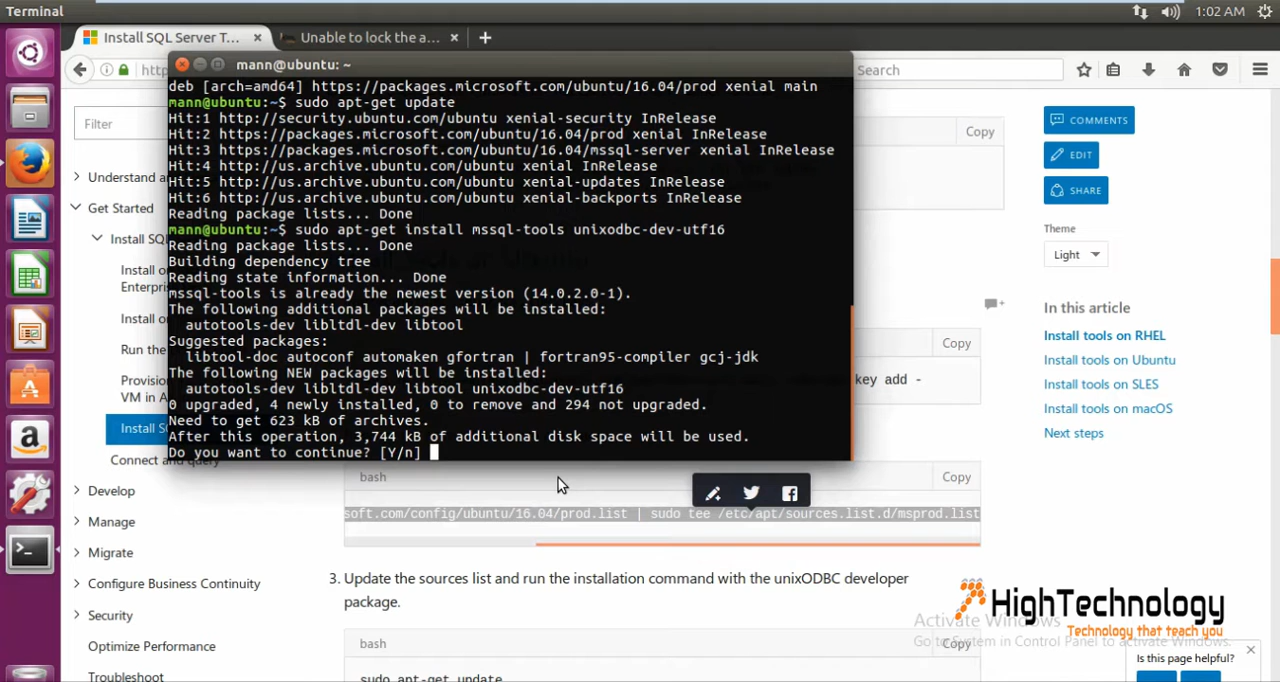 Terminal
1:02 AM
Install SQL Server T...
Unable to lock the a...
http
Search
mann@ubuntu: ~
deb [arch=amd64] https://packages.microsoft.com/ubuntu/16.04/prod xenial main
mann@ubuntu:~$ sudo apt-get update
Hit:1 http://security.ubuntu.com/ubuntu xenial-security InRelease
Hit:2 https://packages.microsoft.com/ubuntu/16.04/prod xenial InRelease
Hit:3 https://packages.microsoft.com/ubuntu/16.04/mssql-server xenial InRelease
Hit:4 http://us.archive.ubuntu.com/ubuntu xenial InRelease
Hit:5 http://us.archive.ubuntu.com/ubuntu xenial-updates InRelease
Hit:6 http://us.archive.ubuntu.com/ubuntu xenial-backports InRelease
Reading package lists... Done
mann@ubuntu:~$ sudo apt-get install mssql-tools unixodbc-dev-utf16
Reading package lists... Done
Building dependency tree
Reading state information... Done
mssql-tools is already the newest version (14.0.2.0-1).
The following additional packages will be installed:
autotools-dev libltdl-dev libtool
Suggested packages:
libtool-doc autoconf automaken gfortran | fortran95-compiler gcj-jdk
The following NEW packages will be installed:
autotools-dev libltdl-dev libtool unixodbc-dev-utf16
0 upgraded, 4 newly installed, 0 to remove and 294 not upgraded.
Need to get 623 kB of archives.
After this operation, 3,744 kB of additional disk space will be used.
Do you want to continue? [Y/n]
Filter
Understand an
Get Started
Install SQ
Install on
Enterpris
Install on
Run the
Provision
VM in A
Install SQ
Connect and query
Develop
Manage
Migrate
Configure Business Continuity
Security
Optimize Performance
Troubleshoot
Copy
Copy
key add -
bash
Copy
soft.com/config/ubuntu/16.04/prod.list | sudo tee /etc/apt/sources.list.d/msprod.list
3. Update the sources list and run the installation command with the unixODBC developer
package.
bash
Copy
sudo apt-get update
COMMENTS
EDIT
SHARE
Theme
Light
In this article
Install tools on RHEL
Install tools on Ubuntu
Install tools on SLES
Install tools on macOS
Next steps
HighTechnology
Technology that teach you
Activate Windows
Go to System in Control Panel to activate Windows.
Is this page helpful?